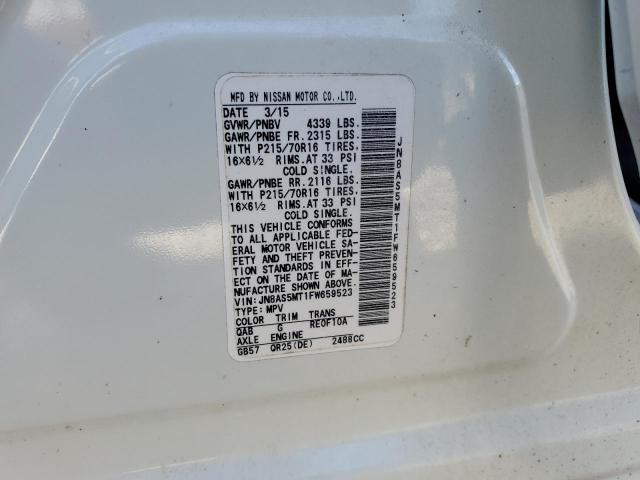 MFD BY NISSAN MOTOR CO.,LTD.
DATE 3/15
GVWR/PNBV 4339 LBS.
GAWR/PNBE FR. 2315 LBS.
WITH P215/70R16 TIRES.
16X6½ RIMS.AT 33 PSI
COLD SINGLE.
GAWR/PNBE RR. 2116 LBS.
WITH P215/70R16 TIRES.
16X6½ RIMS.AT 33 PSI
COLD SINGLE.
THIS VEHICLE CONFORMS
TO ALL APPLICABLE FED-
ERAL MOTOR VEHICLE SA-
FETY AND THEFT PREVEN-
TION STANDARDS IN EFF-
ECT ON THE DATE OF MA-
NUFACTURE SHOWN ABOVE.
VIN: JN8AS5MT1FW659523
TYPE: MPV
COLOR TRIM TRANS
QAB G RE0F10A
AXLE ENGINE
GB57 QR25(DE) 2488CC
JN8AS5MT1FW659523